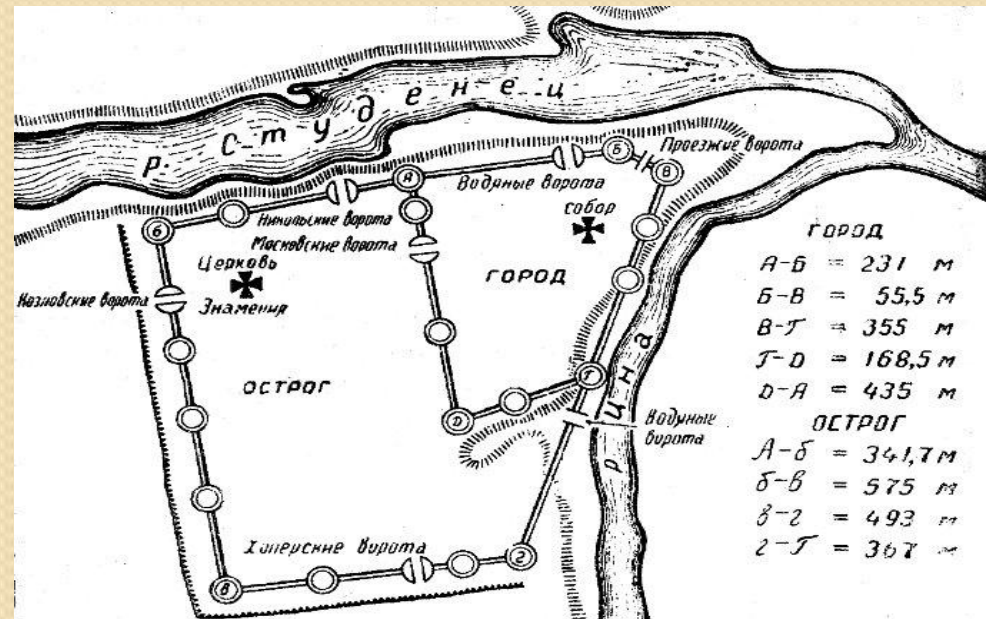 р. Студенец
Проезжие ворота
Б
В
А
Водяные ворота
собор
Никольские ворота
Московские ворота
б
Церковь
Знамения
ГОРОД
Козловские ворота
ОСТРОГ
Г
D
р Цна
Водяные
ворота
Хоперские ворота
в
г
ГОРОД
А-Б = 231 м
Б-В = 55,5 м
В-Г = 355 м
Г-D = 168,5 м
D-А = 435 м
ОСТРОГ
А-б = 341,7 м
б-в = 575 м
в-г = 493 м
г-Г = 367 м